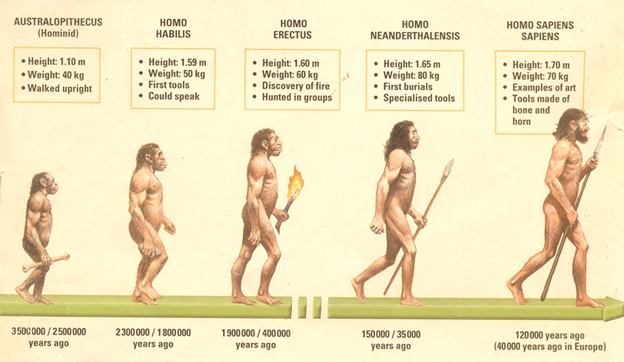 AUSTRALOPITHECUS
(Hominid)
• Height: 1.10 m
• Weight: 40 kg
• Walked upright
3500000 / 2500000
years ago
HOMO
HABILIS
• Height: 1.59 m
• Weight: 50 kg
• First tools
• Could speak
2300000 / 1800000
years ago
HOMO
ERECTUS
• Height: 1.60 m
• Weight: 60 kg
• Discovery of fire
• Hunted in groups
1900000 / 400000
years ago
HOMO
NEANDERTHALENSIS
• Height: 1.65 m
• Weight: 80 kg
• First burials
• Specialised tools
150000 / 35000
years ago
HOMO SAPIENS
SAPIENS
• Height: 1.70 m
• Weight: 70 kg
• Examples of art
• Tools made of
bone and
horn
120000 years ago
(40000 years ago in Europe)